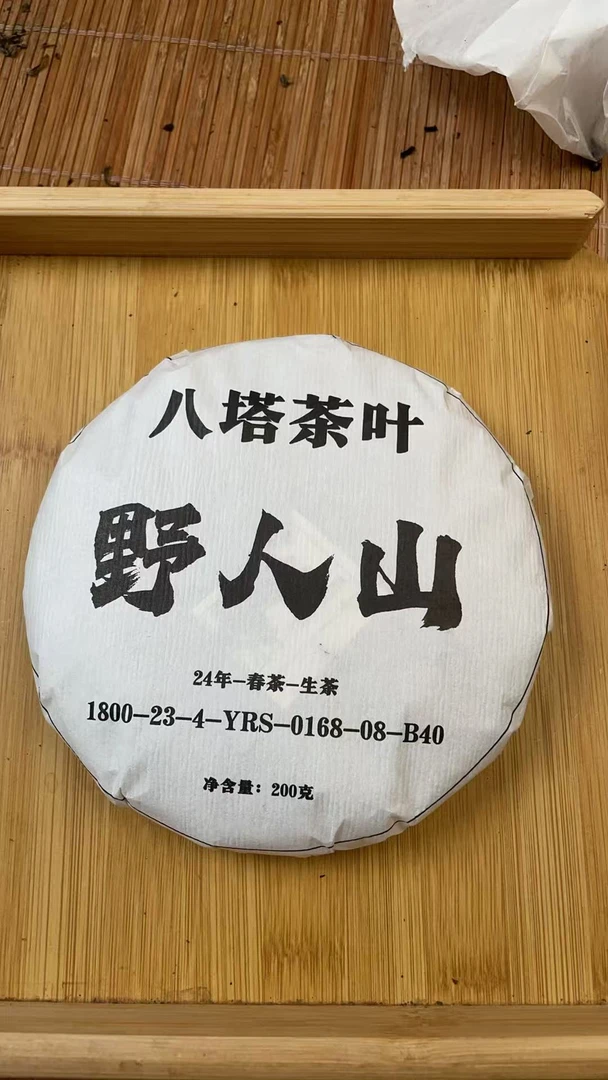 八塔茶叶
野人山
24年-春茶-生茶
1800-23-4-YRS-0168-08-B40
净含量：200克